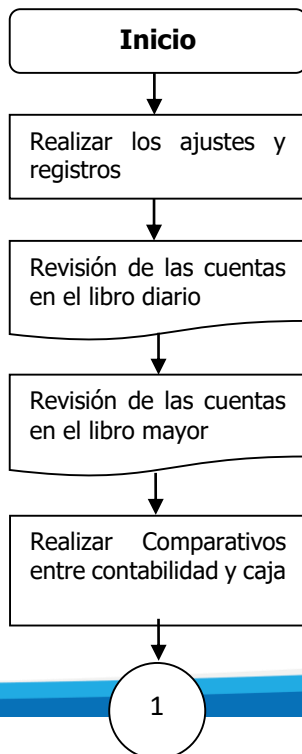 Inicio
Realizar los ajustes y
registros
Revisión de las cuentas
en el libro diario
Revisión de las cuentas
en el libro mayor
Realizar Comparativos
entre contabilidad y caja
1